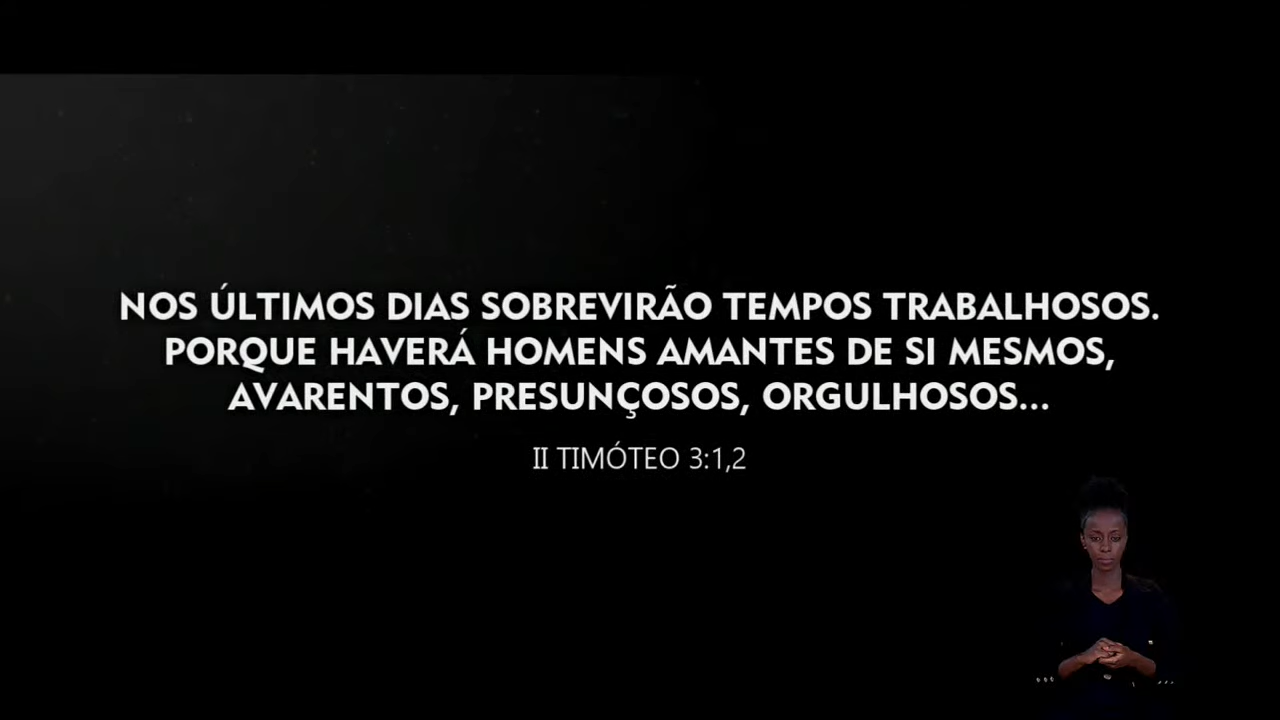 NOS ÚLTIMOS DIAS SOBREVIRÃO TEMPOS TRABALHOSOS.
PORQUE HAVERÁ HOMENS AMANTES DE SI MESMOS,
AVARENTOS, PRESUNÇOSOS, ORGULHOSOS...
II TIMÓTEO 3:1,2